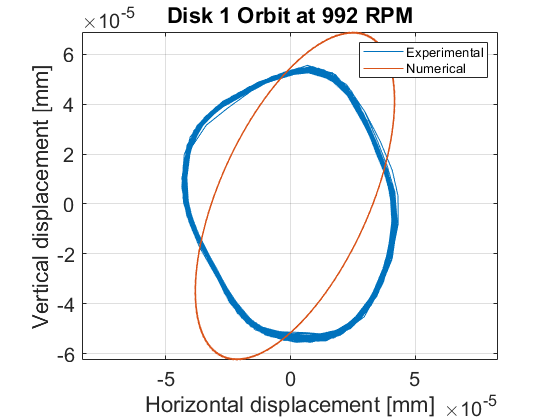 Disk 1 Orbit at 992 RPM
×10⁻⁵
6
4
2
0
-2
-4
-6
Vertical displacement [mm]
Experimental
Numerical
-5 0 5
Horizontal displacement [mm] ×10⁻⁵